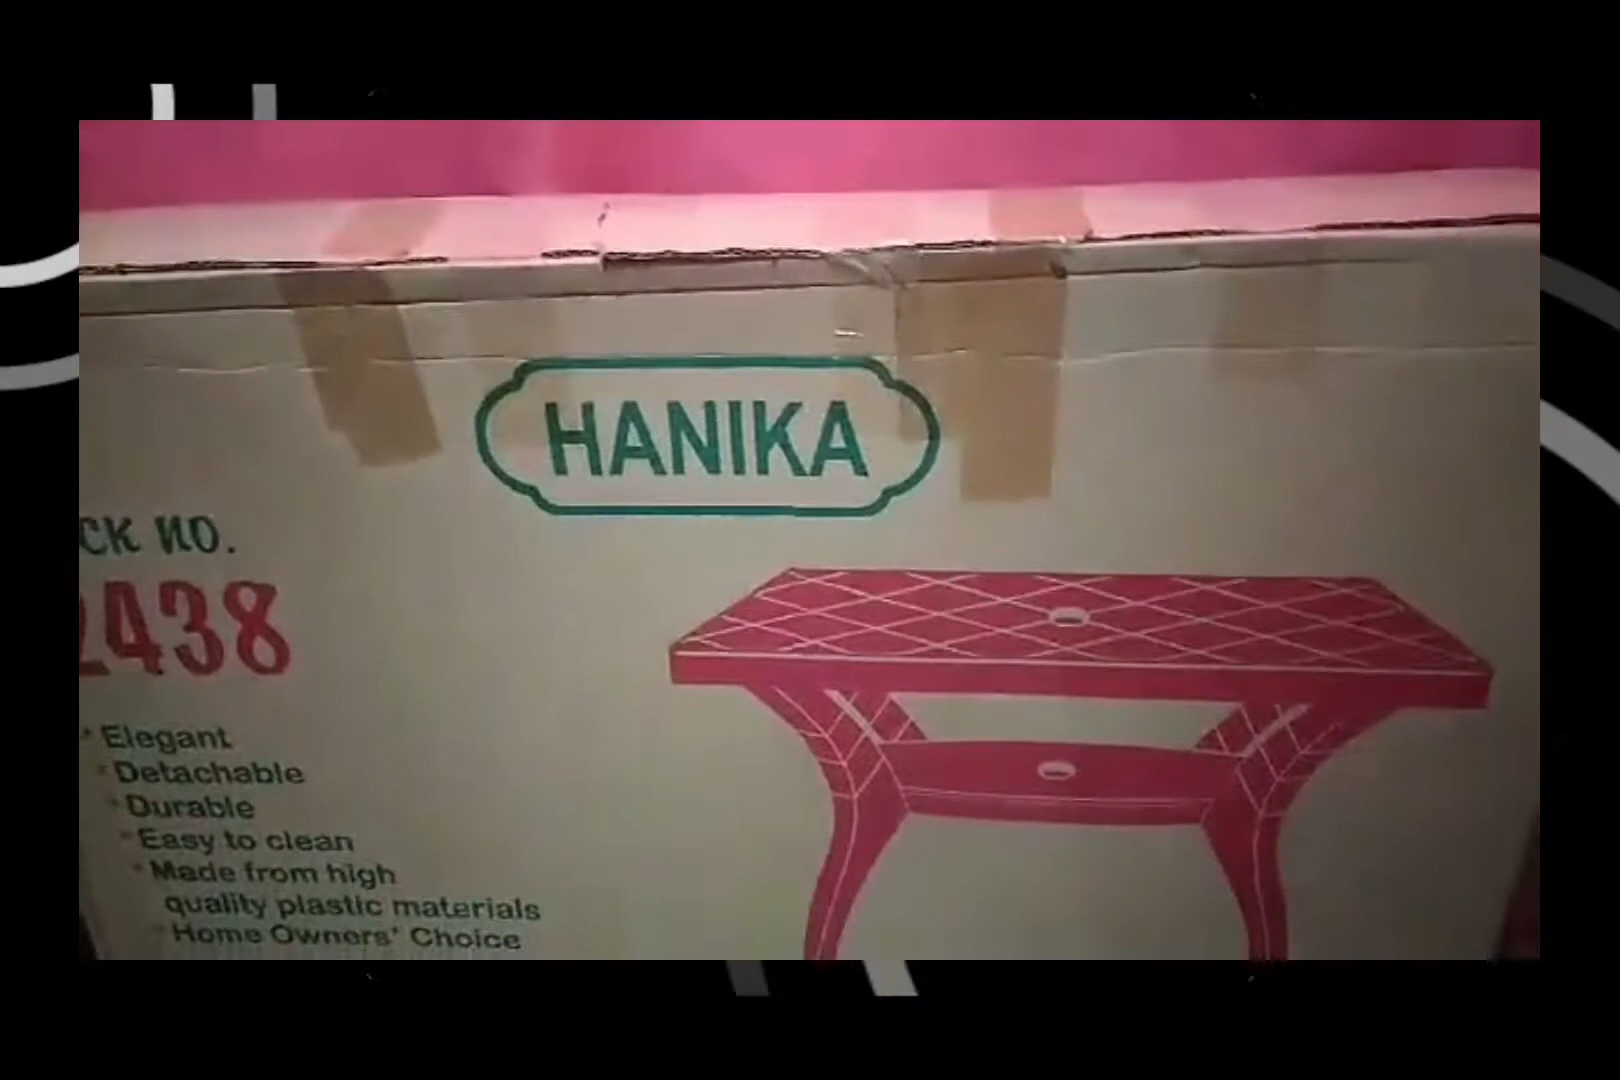 HANIKA
CK NO.
2438
* Elegant
* Detachable
* Durable
* Easy to clean
* Made from high
quality plastic materials
* Home Owners' Choice